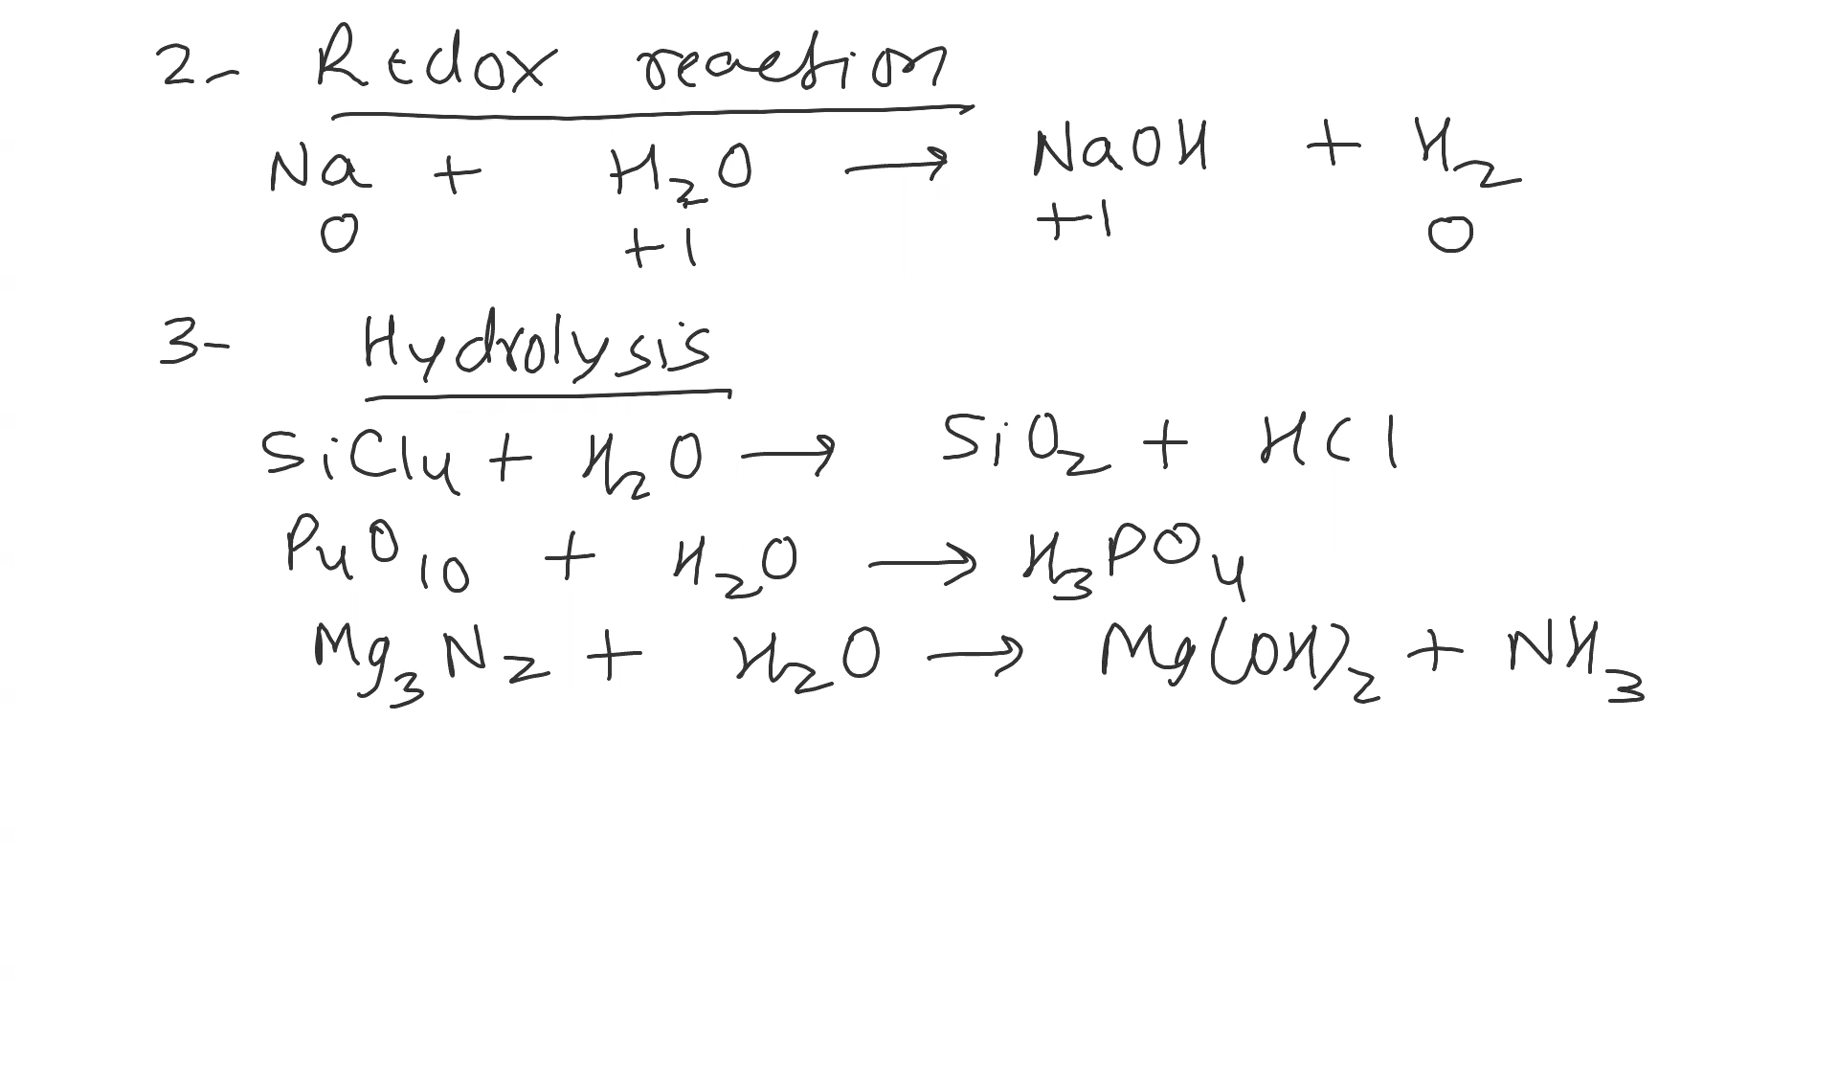 2- Redox reaction
Na + H₂O → NaOH + H₂
0 +1 +1 0
3- Hydrolysis
SiCl₄ + H₂O → SiO₂ + HCl
P₄O₁₀ + H₂O → H₃PO₄
Mg₃N₂ + H₂O → Mg(OH)₂ + NH₃